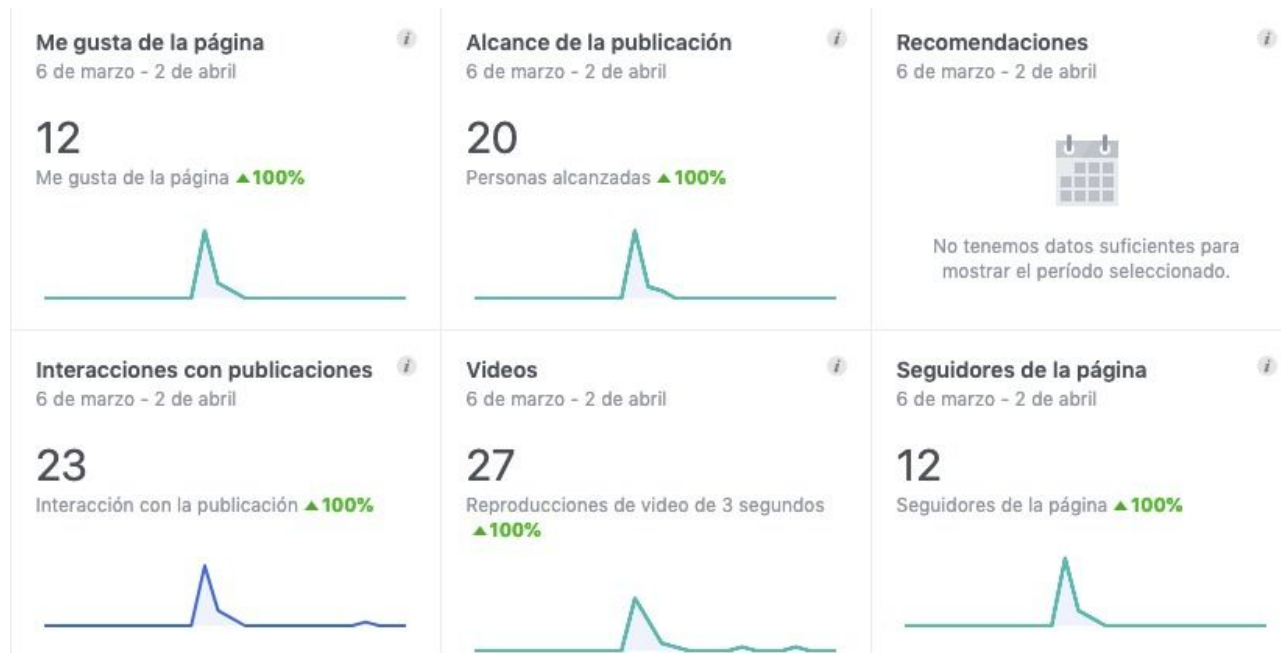 Me gusta de la página
6 de marzo - 2 de abril
12
Me gusta de la página ▲100%
Alcance de la publicación
6 de marzo - 2 de abril
20
Personas alcanzadas ▲100%
Recomendaciones
6 de marzo - 2 de abril
No tenemos datos suficientes para
mostrar el período seleccionado.
Interacciones con publicaciones
6 de marzo - 2 de abril
23
Interacción con la publicación ▲100%
Videos
6 de marzo - 2 de abril
27
Reproducciones de video de 3 segundos
▲100%
Seguidores de la página
6 de marzo - 2 de abril
12
Seguidores de la página ▲100%